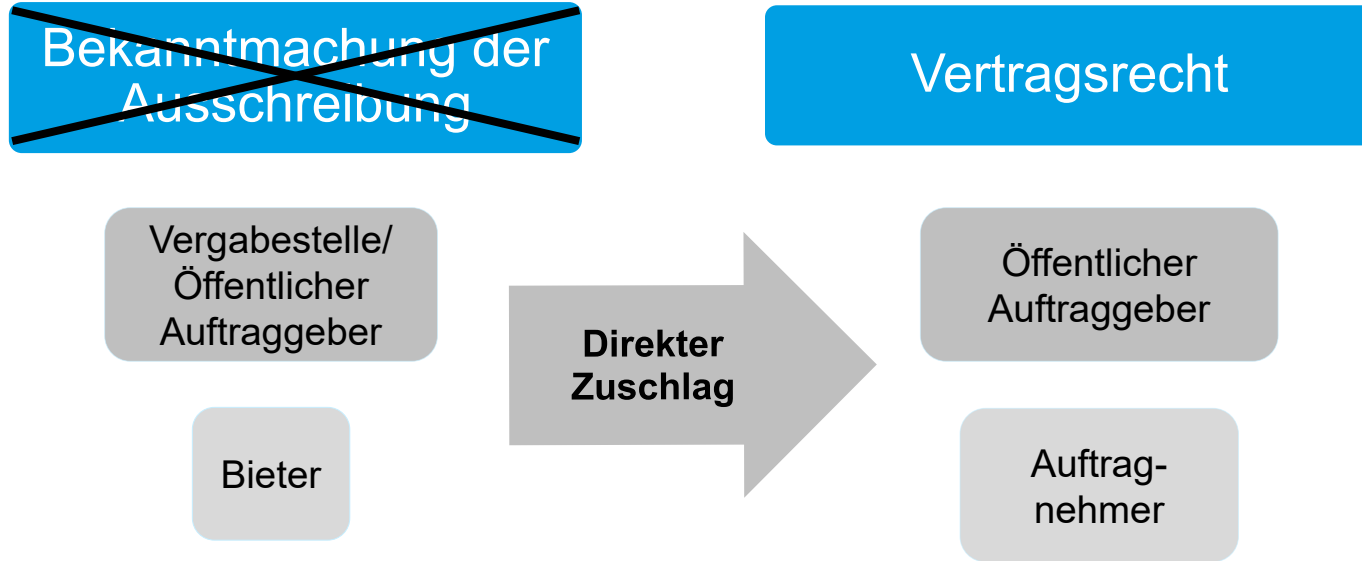 Bekanntmachung der
Ausschreibung
Vertragsrecht
Vergabestelle/
Öffentlicher
Auftraggeber
Direkter
Zuschlag
Öffentlicher
Auftraggeber
Bieter
Auftrag-
nehmer